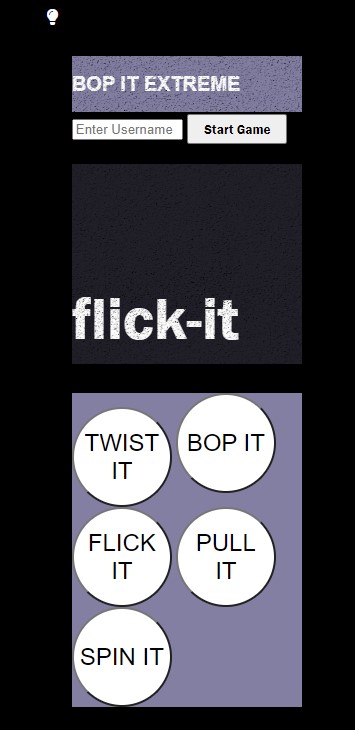 BOP IT EXTREME
Enter Username
Start Game
flick-it
TWIST
IT
BOP IT
FLICK
IT
PULL
IT
SPIN IT